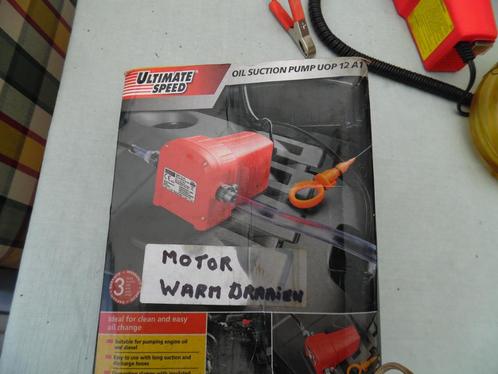 ULTIMATE
SPEED
OIL SUCTION PUMP UOP 12 A1
MOTOR
WARM DRAAIEN
3
Ideal for clean and easy
oil change
Suitable for pumping engine oil
and diesel
Easy to use with long suction and
discharge hoses